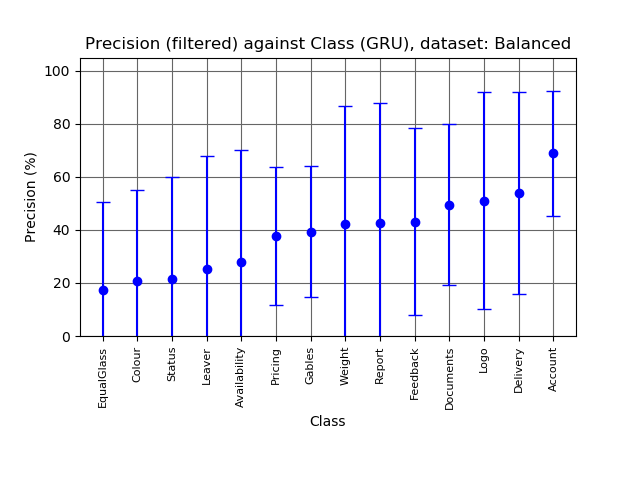 Precision (filtered) against Class (GRU), dataset: Balanced
100
80
60
40
20
0
Precision (%)
EqualGlass
Colour
Status
Leaver
Availability
Pricing
Gables
Weight
Report
Feedback
Documents
Logo
Delivery
Account
Class